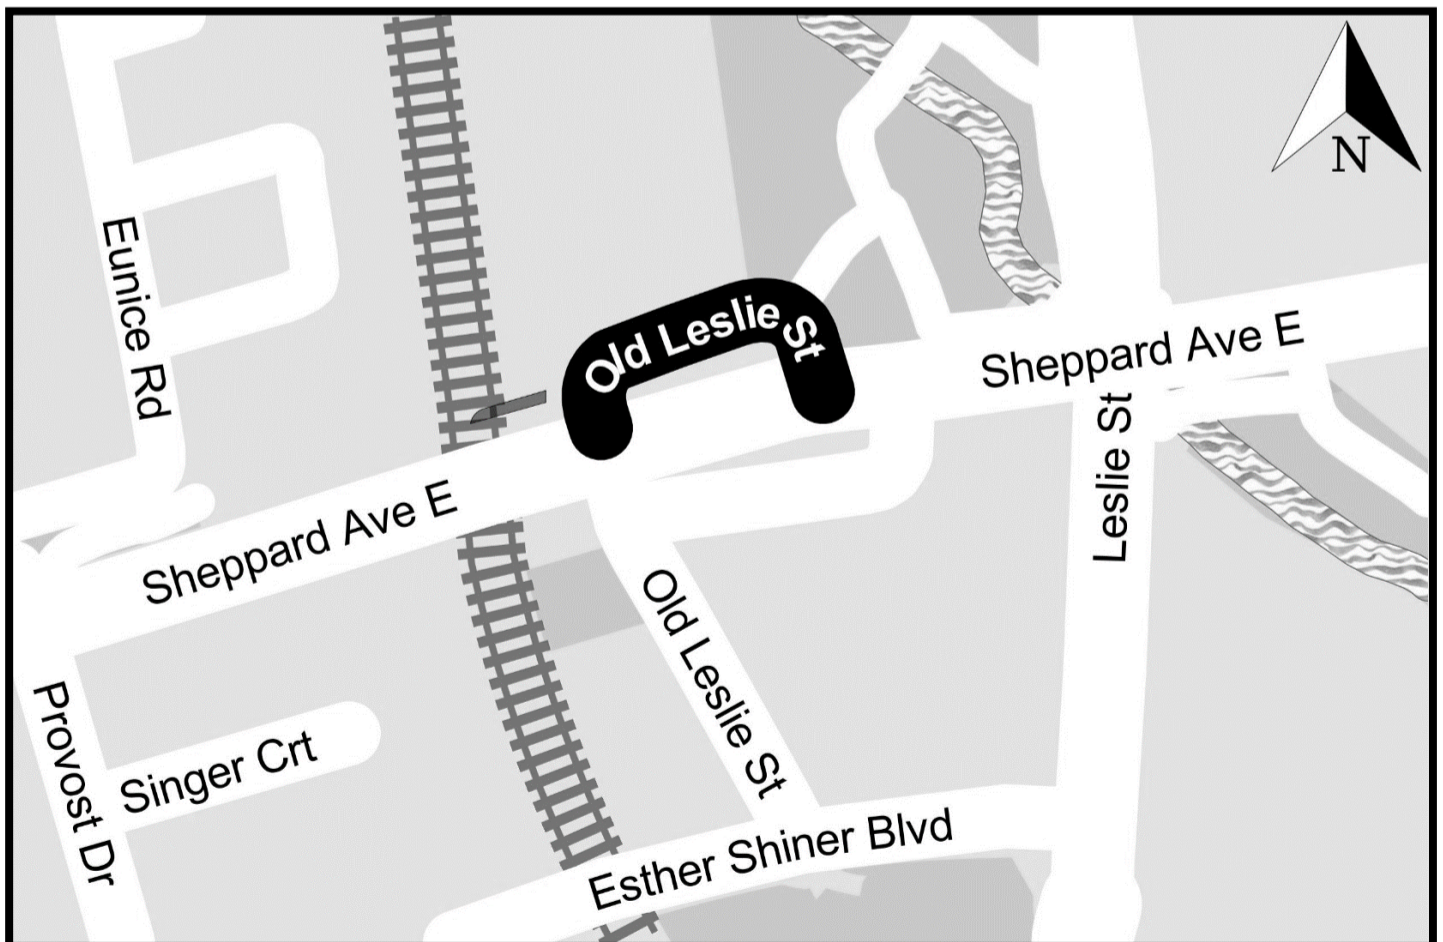 N
Eunice Rd
Old Leslie St
Sheppard Ave E
Leslie St
Sheppard Ave E
Old Leslie St
Provost Dr
Singer Crt
Esther Shiner Blvd